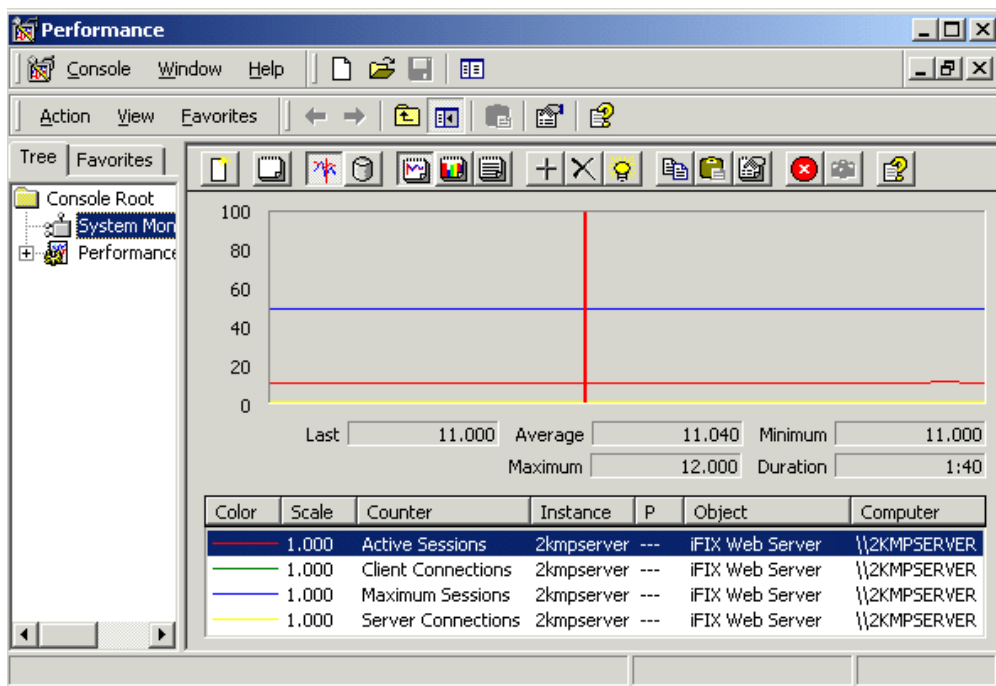 Performance
Console Window Help
Action View Favorites
Tree Favorites
Console Root
System Mon
Performance
100
80
60
40
20
0
Last 11.000 Average 11.040 Minimum 11.000
Maximum 12.000 Duration 1:40
Color Scale Counter Instance P Object Computer
1.000 Active Sessions 2kmpserver --- iFIX Web Server \\2KMPSERVER
1.000 Client Connections 2kmpserver --- iFIX Web Server \\2KMPSERVER
1.000 Maximum Sessions 2kmpserver --- iFIX Web Server \\2KMPSERVER
1.000 Server Connections 2kmpserver --- iFIX Web Server \\2KMPSERVER